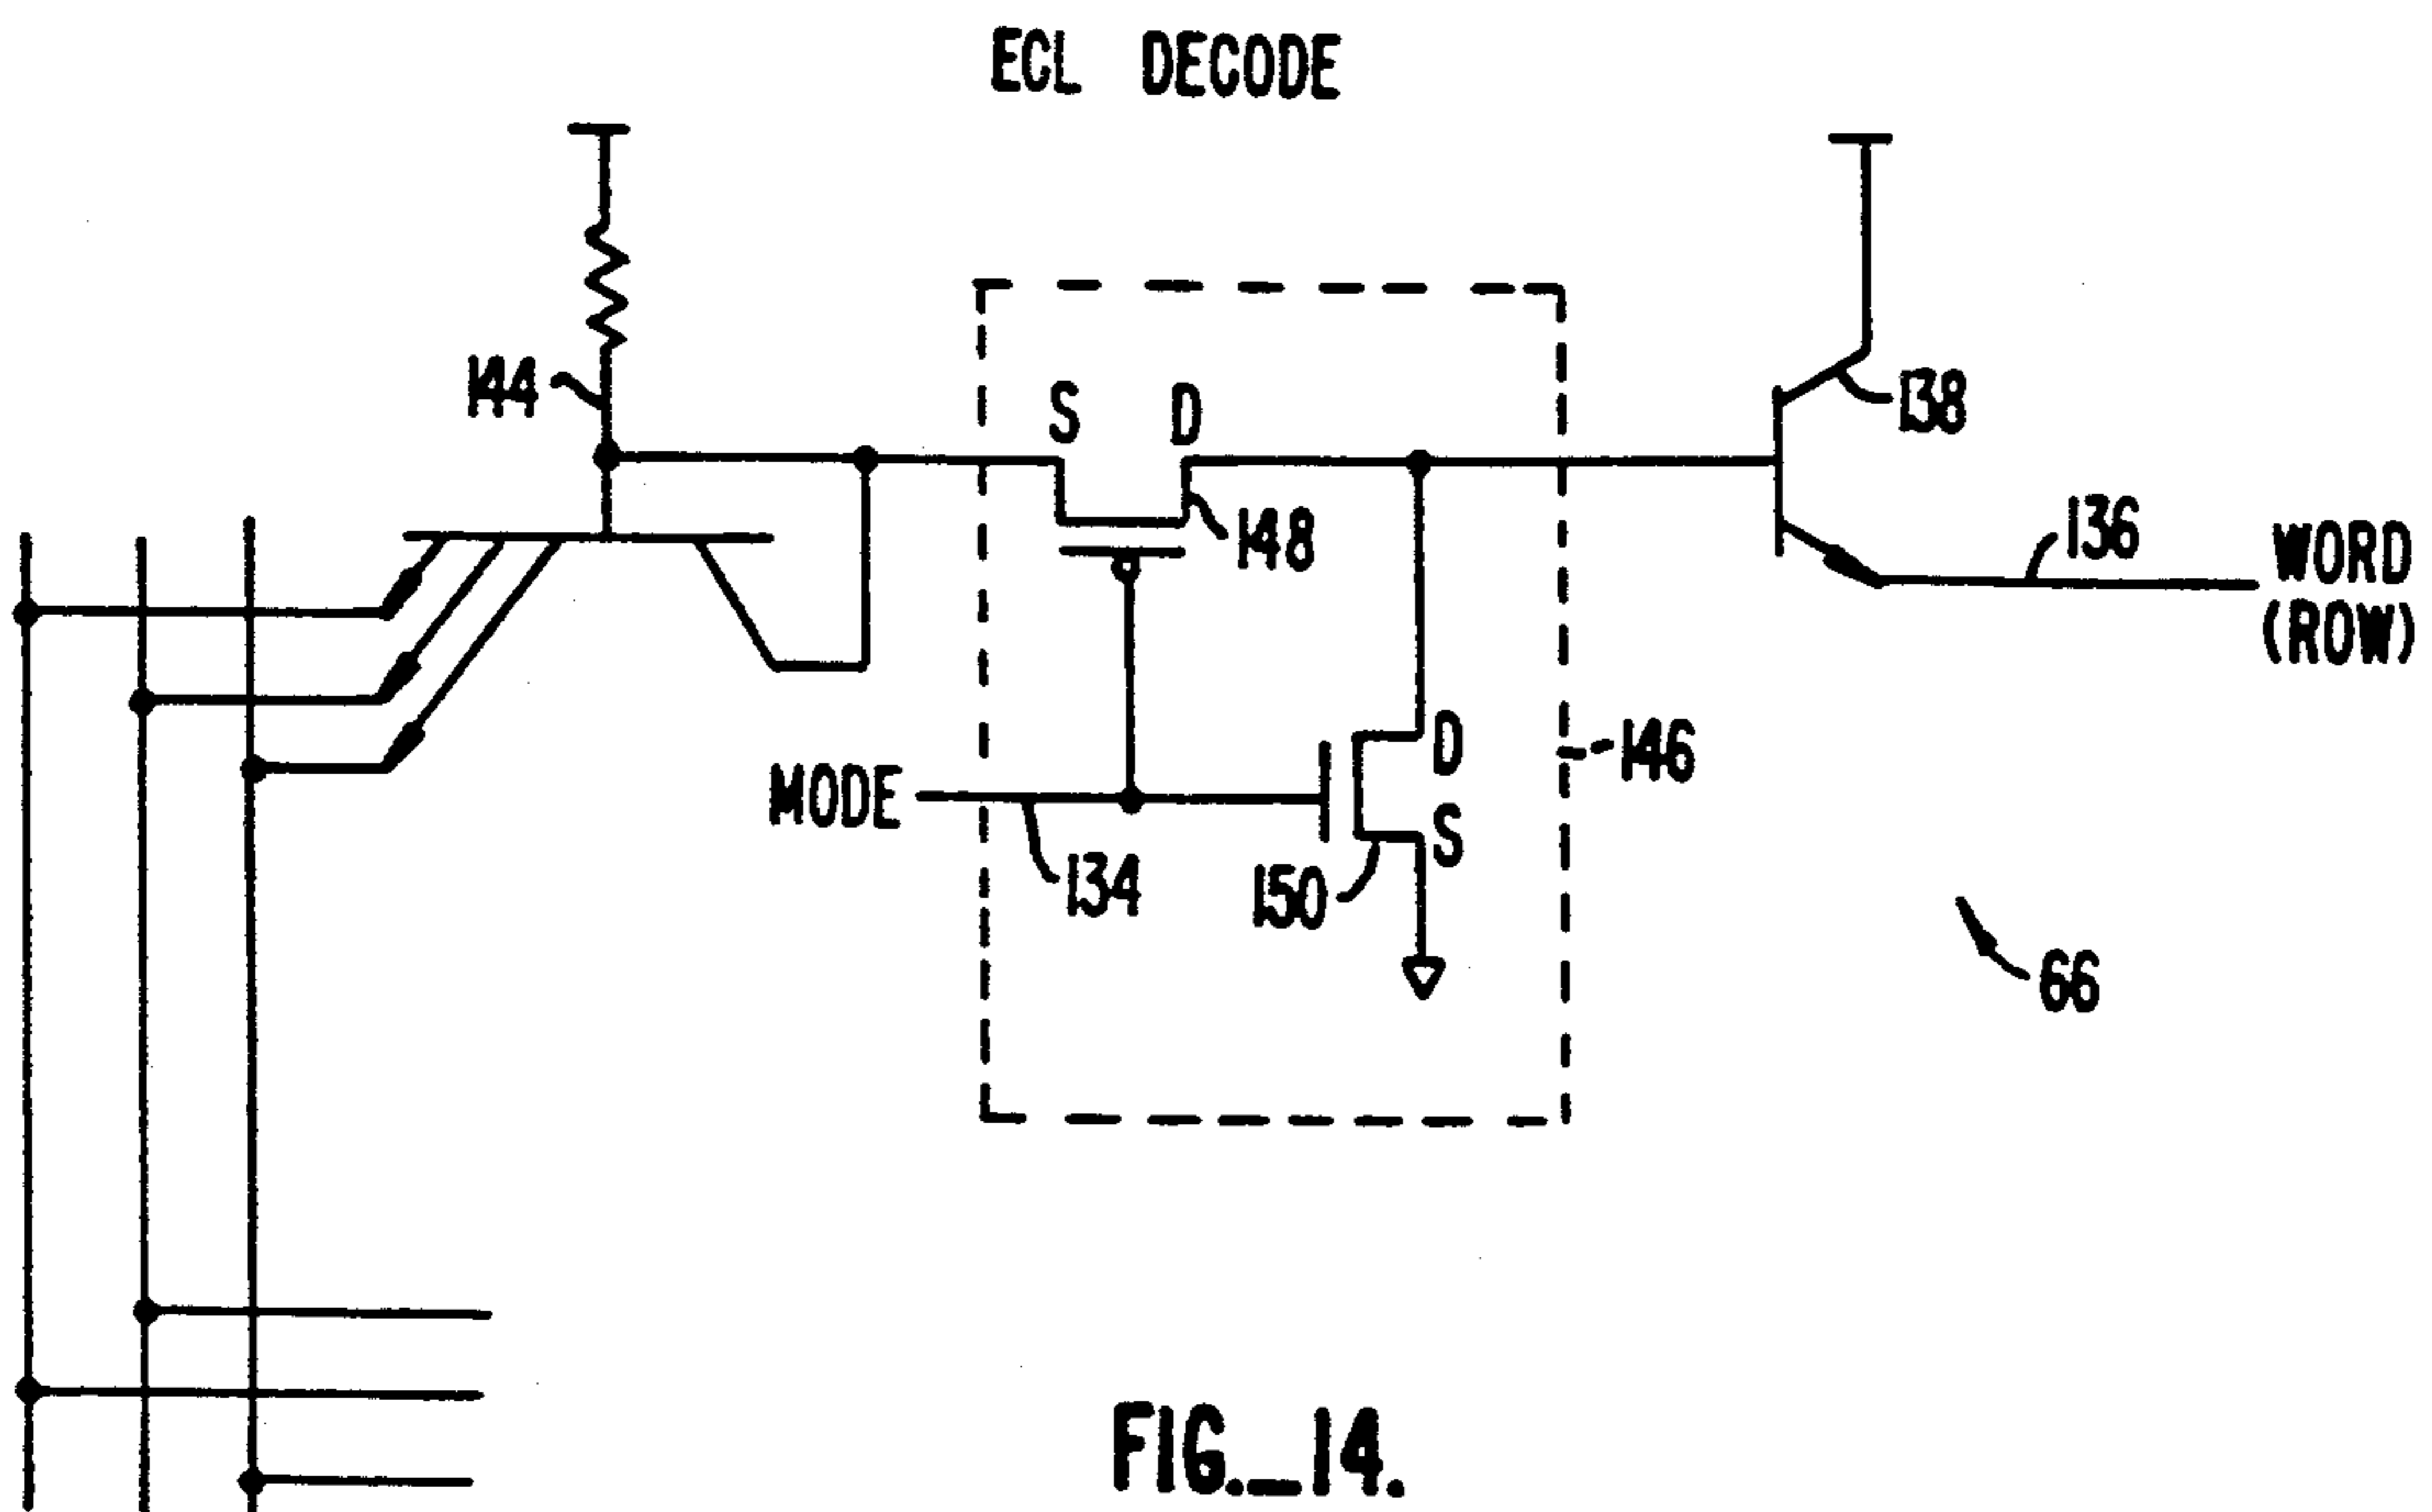 ECL DECODE
144
S D
138
148
136
WORD
(ROW)
D
146
MODE
S
134
150
66
FIG._14.